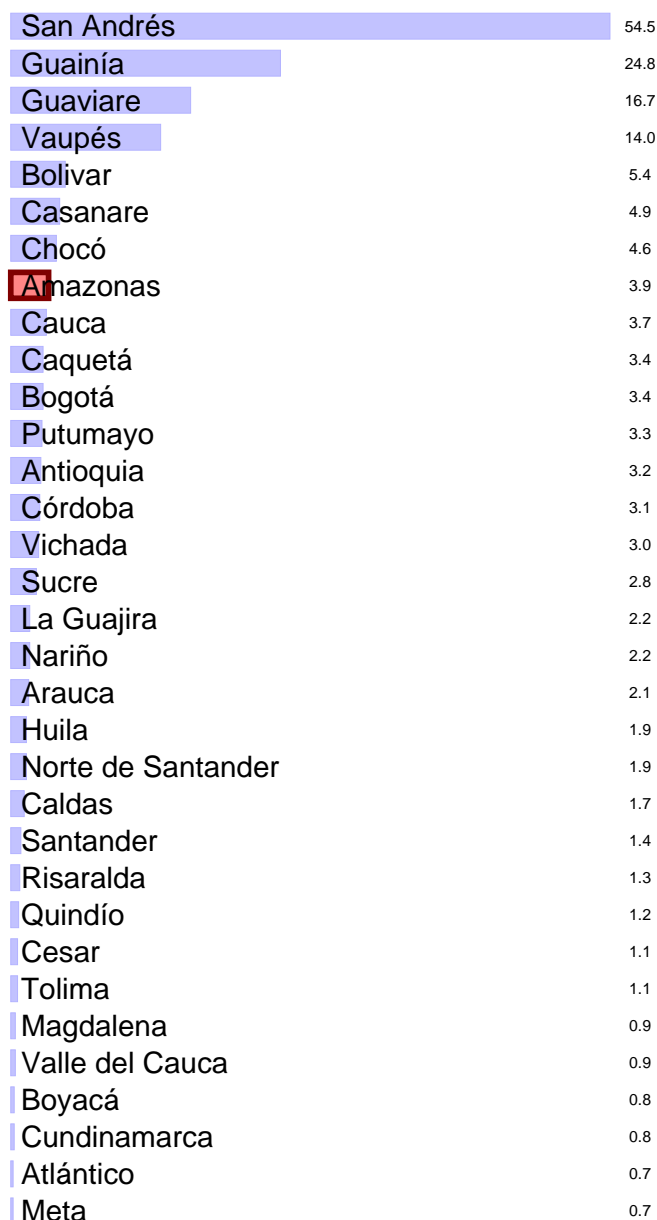 San Andrés 54.5
Guainía 24.8
Guaviare 16.7
Vaupés 14.0
Bolivar 5.4
Casanare 4.9
Chocó 4.6
Amazonas 3.9
Cauca 3.7
Caquetá 3.4
Bogotá 3.4
Putumayo 3.3
Antioquia 3.2
Córdoba 3.1
Vichada 3.0
Sucre 2.8
La Guajira 2.2
Nariño 2.2
Arauca 2.1
Huila 1.9
Norte de Santander 1.9
Caldas 1.7
Santander 1.4
Risaralda 1.3
Quindío 1.2
Cesar 1.1
Tolima 1.1
Magdalena 0.9
Valle del Cauca 0.9
Boyacá 0.8
Cundinamarca 0.8
Atlántico 0.7
Meta 0.7